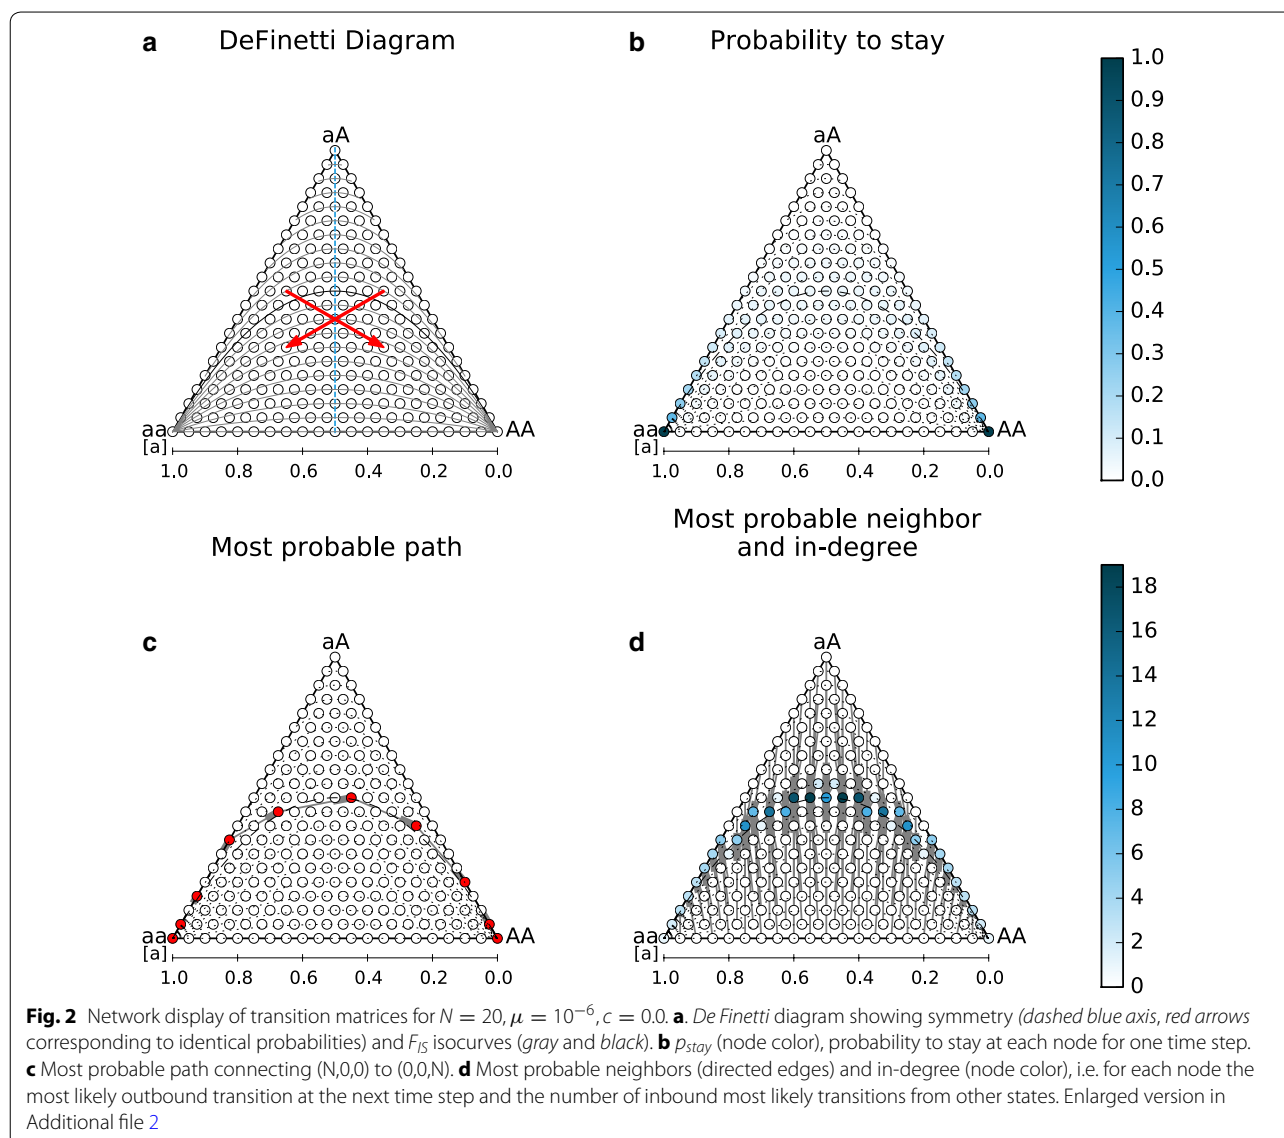 a DeFinetti Diagram
b Probability to stay
aA
aa
AA
[a]
1.0 0.8 0.6 0.4 0.2 0.0
aA
aa
AA
[a]
1.0 0.8 0.6 0.4 0.2 0.0
1.0
0.9
0.8
0.7
0.6
0.5
0.4
0.3
0.2
0.1
0.0
Most probable path
Most probable neighbor
and in-degree
c
aA
aa
AA
[a]
1.0 0.8 0.6 0.4 0.2 0.0
d
aA
aa
AA
[a]
1.0 0.8 0.6 0.4 0.2 0.0
18
16
14
12
10
8
6
4
2
0
Fig. 2 Network display of transition matrices for N = 20, μ = 10⁻⁶, c = 0.0. a. De Finetti diagram showing symmetry (dashed blue axis, red arrows
corresponding to identical probabilities) and F_IS isocurves (gray and black). b p_stay (node color), probability to stay at each node for one time step.
c Most probable path connecting (N,0,0) to (0,0,N). d Most probable neighbors (directed edges) and in-degree (node color), i.e. for each node the
most likely outbound transition at the next time step and the number of inbound most likely transitions from other states. Enlarged version in
Additional file 2